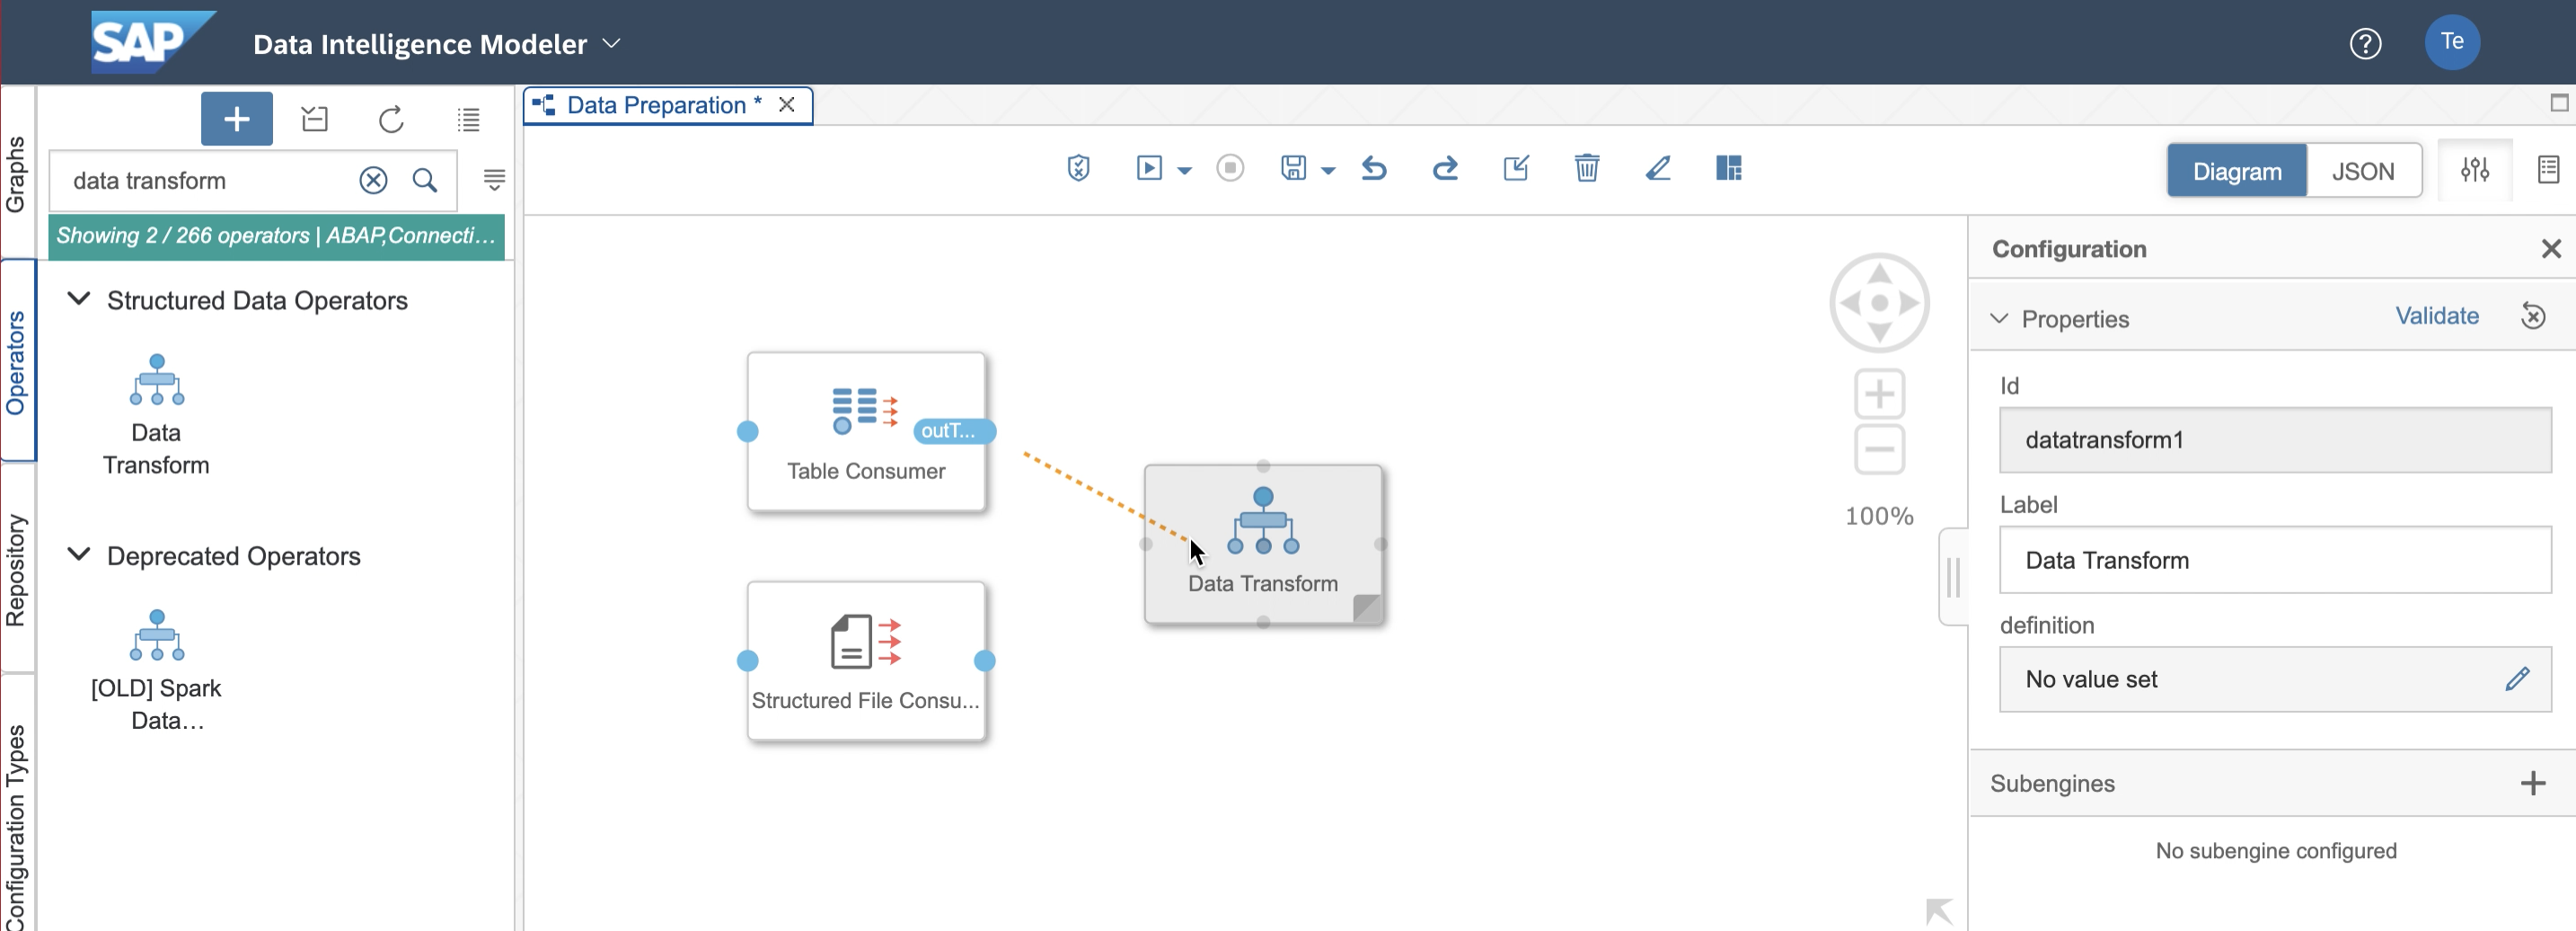 SAP
Data Intelligence Modeler
?
Te
Graphs
Operators
Repository
Configuration Types
data transform
Showing 2 / 266 operators | ABAP,Connecti...
Structured Data Operators
Data
Transform
Deprecated Operators
[OLD] Spark
Data...
Data Preparation *
Diagram
JSON
outT...
Table Consumer
Data Transform
Structured File Consu...
100%
Configuration
Properties
Validate
Id
datatransform1
Label
Data Transform
definition
No value set
Subengines
No subengine configured